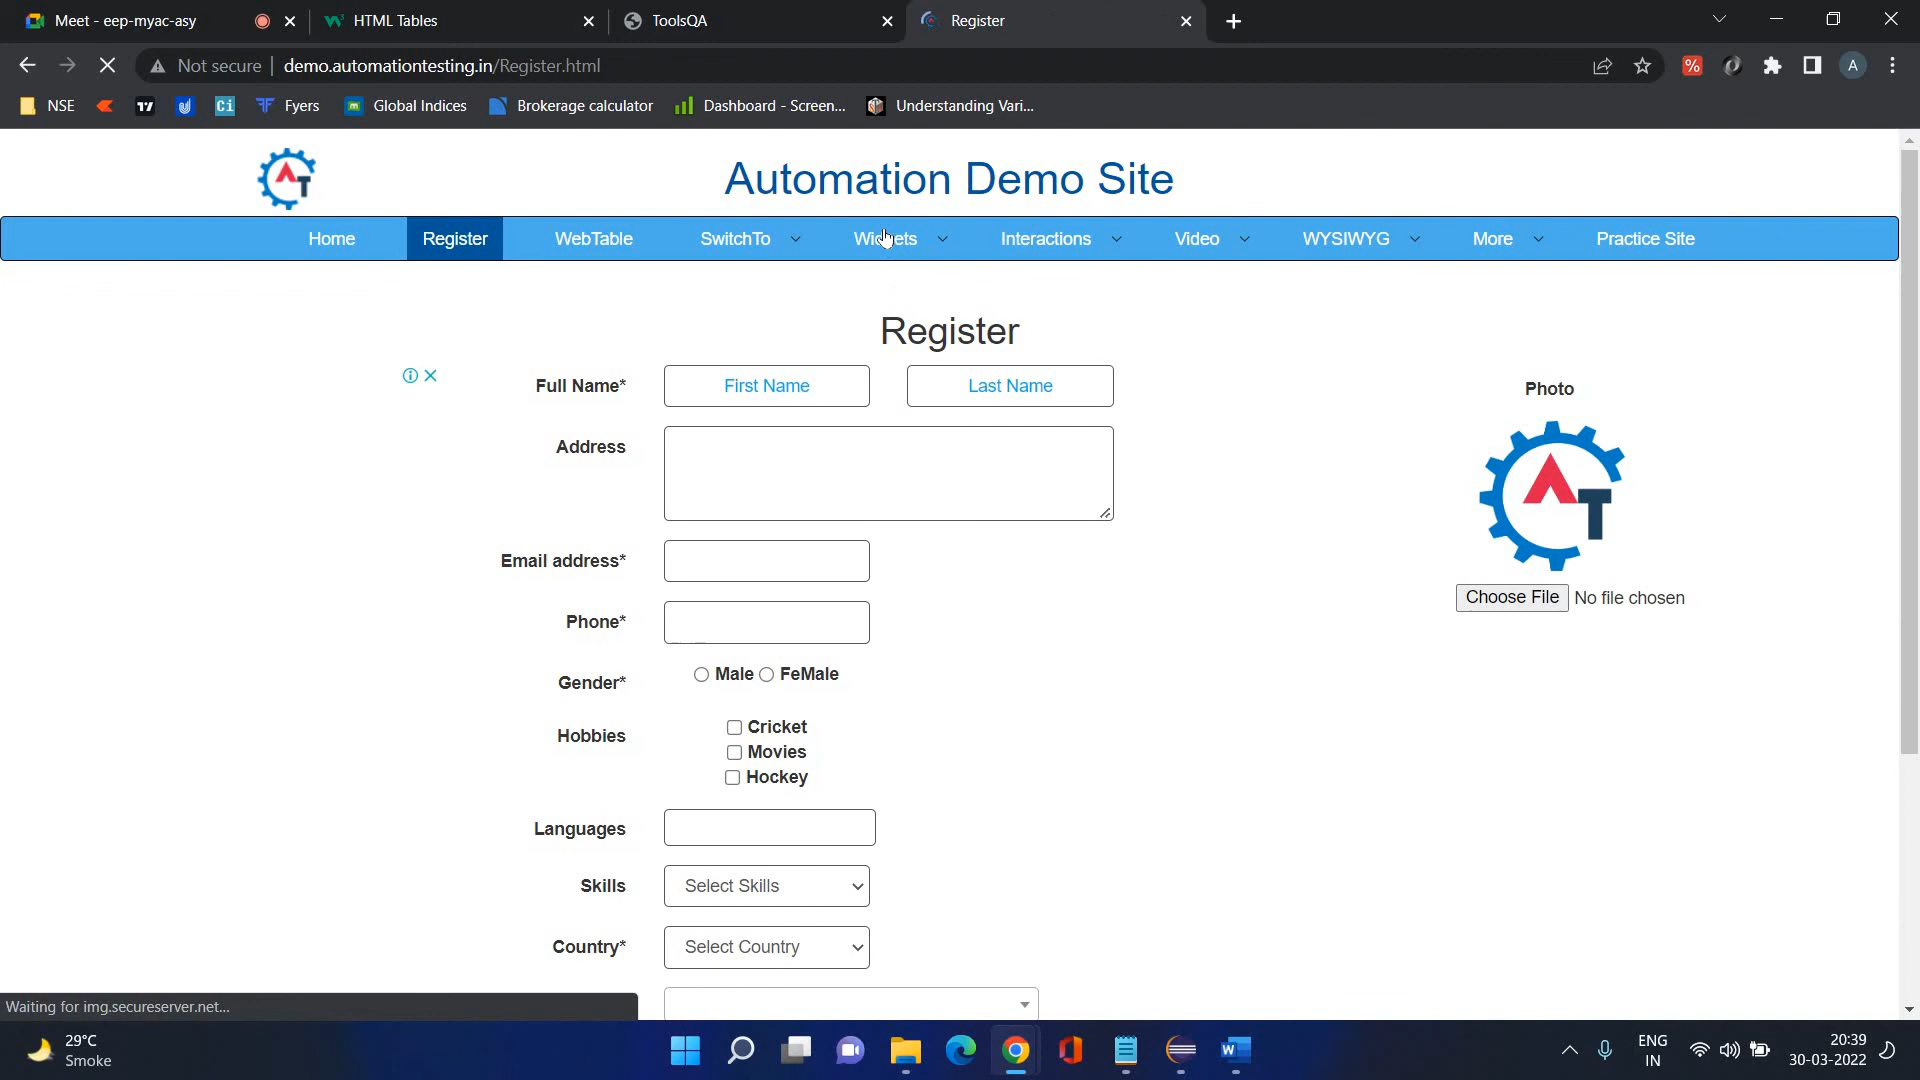 Meet - eep-myac-asy
HTML Tables
ToolsQA
Register
Not secure
demo.automationtesting.in/Register.html
%
A
NSE
Ci
Fyers
Global Indices
Brokerage calculator
Dashboard - Screen...
Understanding Vari...
Automation Demo Site
Home
Register
WebTable
SwitchTo
Widgets
Interactions
Video
WYSIWYG
More
Practice Site
Register
Full Name*
First Name
Last Name
Photo
Address
Email address*
Choose File No file chosen
Phone*
Gender*
Male
FeMale
Hobbies
Cricket
Movies
Hockey
Languages
Skills
Select Skills
Country*
Select Country
Waiting for img.secureserver.net...
29°C
Smoke
ENG
IN
20:39
30-03-2022